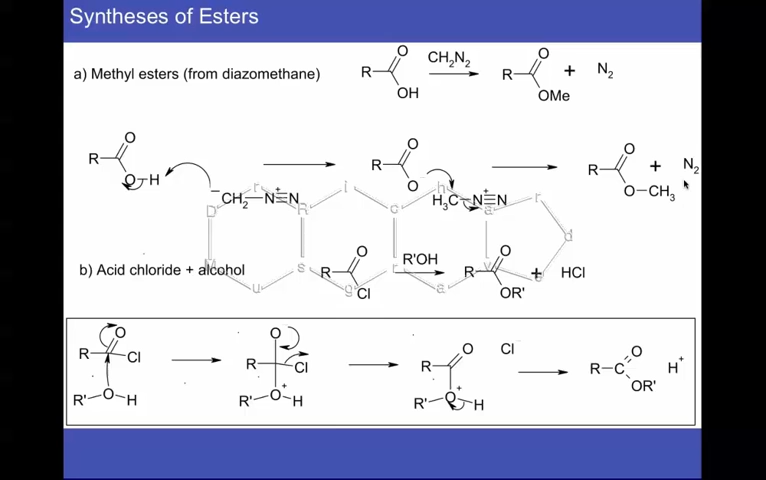 Syntheses of Esters
a) Methyl esters (from diazomethane)
R O OH
CH2N2
R O OMe
+
N2
R O O-H
-CH2-N+≡N
R O O
H3C-N+≡N
R O O-CH3
+
N2
b) Acid chloride + alcohol
R O Cl
R'OH
R O OR'
+
HCl
R O Cl
R' O H
R O Cl
R' O+ H
R O
R' O+ H
Cl
R-C O OR'
H+